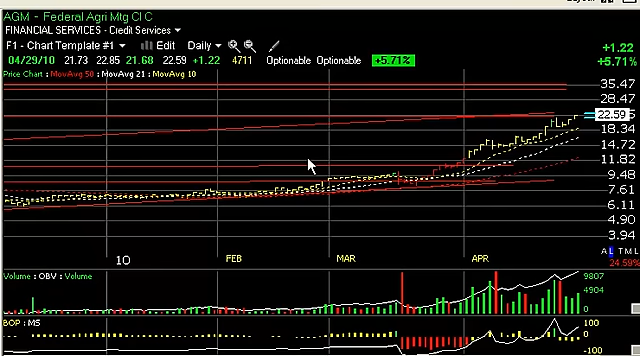 AGM - Federal Agri Mtg Cl C
FINANCIAL SERVICES - Credit Services
F1 - Chart Template #1 Edit Daily
04/29/10 21.73 22.85 21.68 22.59 +1.22 4711 Optionable Optionable +5.71%
+1.22
+5.71%
Price Chart : MovAvg 50 : MovAvg 21 : MovAvg 10
35.47
28.47
22.59
18.34
14.72
11.82
9.48
7.61
6.11
4.90
3.94
A L T M L
24.59%
10 FEB MAR APR
Volume : OBV : Volume
9807
4904
BOP : MS
100
0
-100